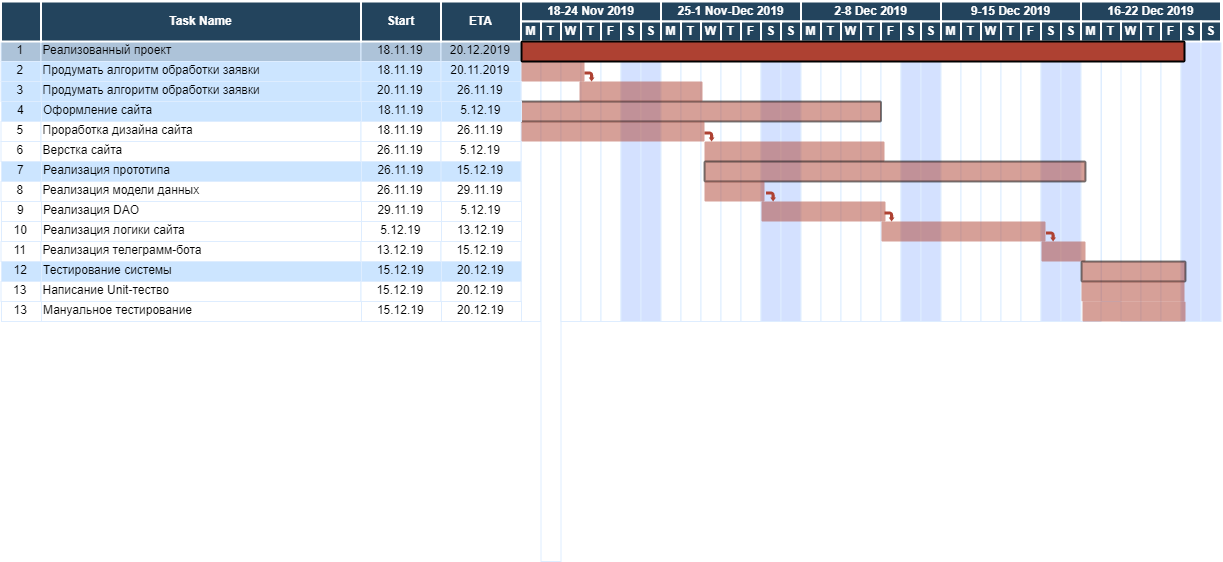 Task Name Start ETA 18-24 Nov 2019 25-1 Nov-Dec 2019 2-8 Dec 2019 9-15 Dec 2019 16-22 Dec 2019
M T W T F S S M T W T F S S M T W T F S S M T W T F S S M T W T F S S
1 Реализованный проект 18.11.19 20.12.2019
2 Продумать алгоритм обработки заявки 18.11.19 20.11.2019
3 Продумать алгоритм обработки заявки 20.11.19 26.11.19
4 Оформление сайта 18.11.19 5.12.19
5 Проработка дизайна сайта 18.11.19 26.11.19
6 Верстка сайта 26.11.19 5.12.19
7 Реализация прототипа 26.11.19 15.12.19
8 Реализация модели данных 26.11.19 29.11.19
9 Реализация DAO 29.11.19 5.12.19
10 Реализация логики сайта 5.12.19 13.12.19
11 Реализация телеграмм-бота 13.12.19 15.12.19
12 Тестирование системы 15.12.19 20.12.19
13 Написание Unit-тество 15.12.19 20.12.19
13 Мануальное тестирование 15.12.19 20.12.19